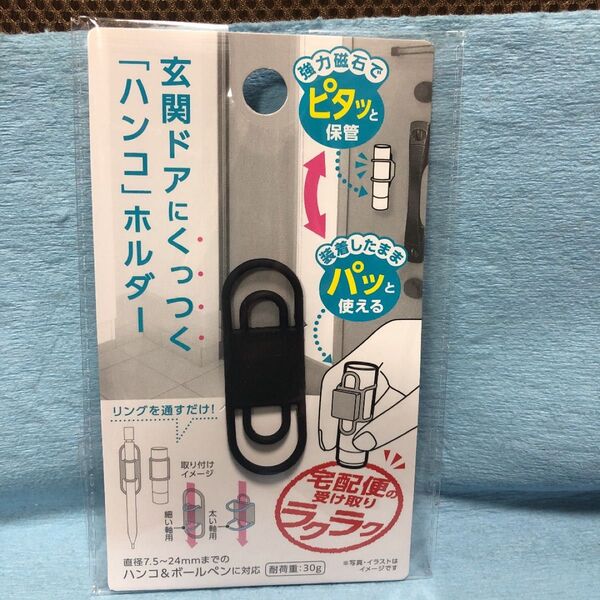 玄関ドアにくっつく
「ハンコ」ホルダー
強力磁石で
ピタッと
保管
装着したまま
パッと
使える
リングを通すだけ!
取り付け
イメージ
細い軸用
太い軸用
宅配便の
受け取り
ラクラク
直径7.5~24mmまでの
ハンコ&ボールペンに対応
耐荷重:30g
※写真・イラストは
イメージです